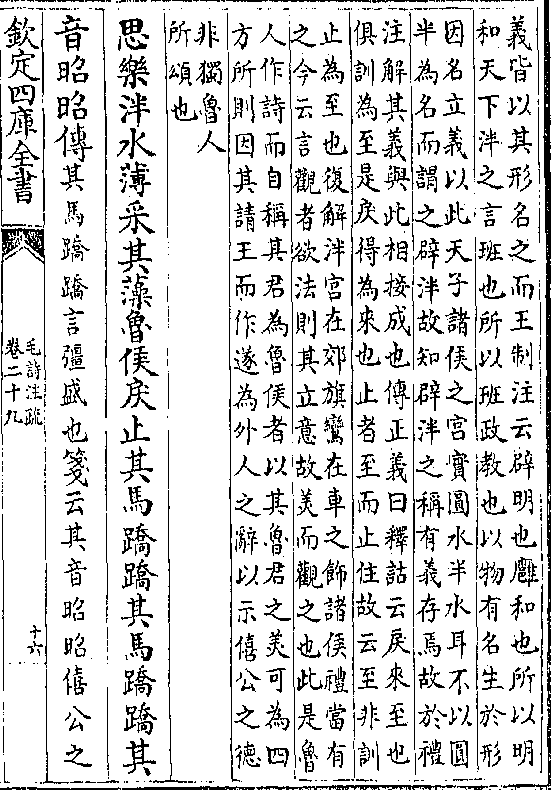 義皆以其形名之而王制注云辟明也廱和也所以明
和天下泮之言班也所以班政教也以物有名生於形
因名立義以此天子諸侯之宮實圓水半水耳不以圓
半為名而謂之辟泮故知辟泮之稱有義存焉故於禮
注解其義與此相接成也傳正義曰釋詁云戾來至也
俱訓為至是戾得為來也止者至而止住故云至非訓
止為至也復解泮宮在郊旗鸞在車之飾諸侯禮當有
之今云言觀者欲法則其立意故美而觀之也此是魯
人作詩而自稱其君為魯侯者以其魯君之美可為四
方所則因其請王而作遂為外人之辭以示僖公之德
非獨魯人
所頌也
思樂泮水薄采其藻魯侯戾止其馬蹻蹻其馬蹻蹻其
音昭昭傳其馬蹻蹻言彊盛也箋云其音昭昭僖公之
欽定四庫全書
毛詩注疏
卷二十九
十六